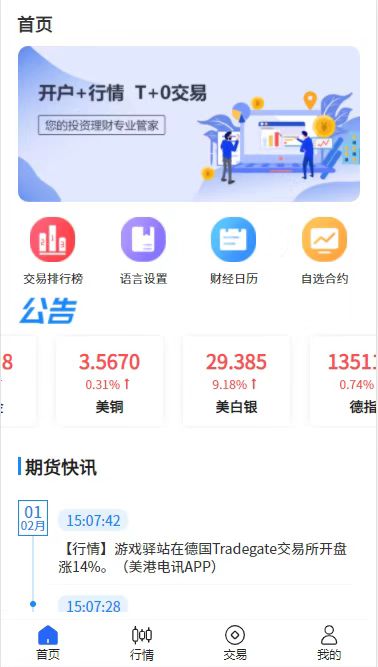 首页
开户+行情 T+0交易
您的投资理财专业管家
交易排行榜
语言设置
财经日历
自选合约
公告
8
3.5670
0.31%↑
美铜
29.385
9.18%↑
美白银
1351
0.74%
德指
期货快讯
01
02月
15:07:42
【行情】游戏驿站在德国Tradegate交易所开盘
涨14%。（美港电讯APP）
15:07:28
首页
行情
交易
我的